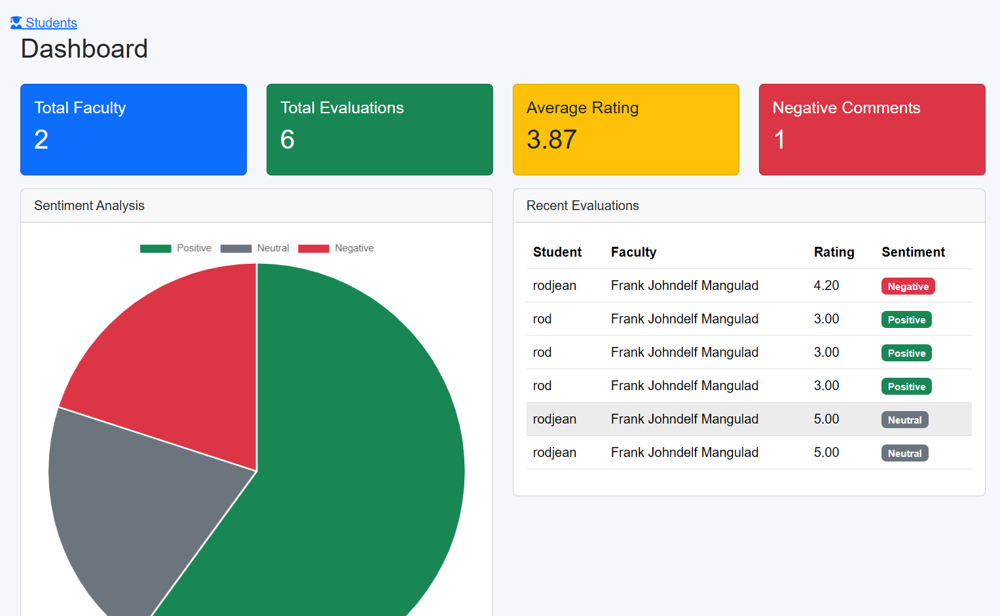 Students
Dashboard
Total Faculty
2
Total Evaluations
6
Average Rating
3.87
Negative Comments
1
Sentiment Analysis
Positive Neutral Negative
Recent Evaluations
Student Faculty Rating Sentiment
rodjean Frank Johndelf Mangulad 4.20 Negative
rod Frank Johndelf Mangulad 3.00 Positive
rod Frank Johndelf Mangulad 3.00 Positive
rod Frank Johndelf Mangulad 3.00 Positive
rodjean Frank Johndelf Mangulad 5.00 Neutral
rodjean Frank Johndelf Mangulad 5.00 Neutral